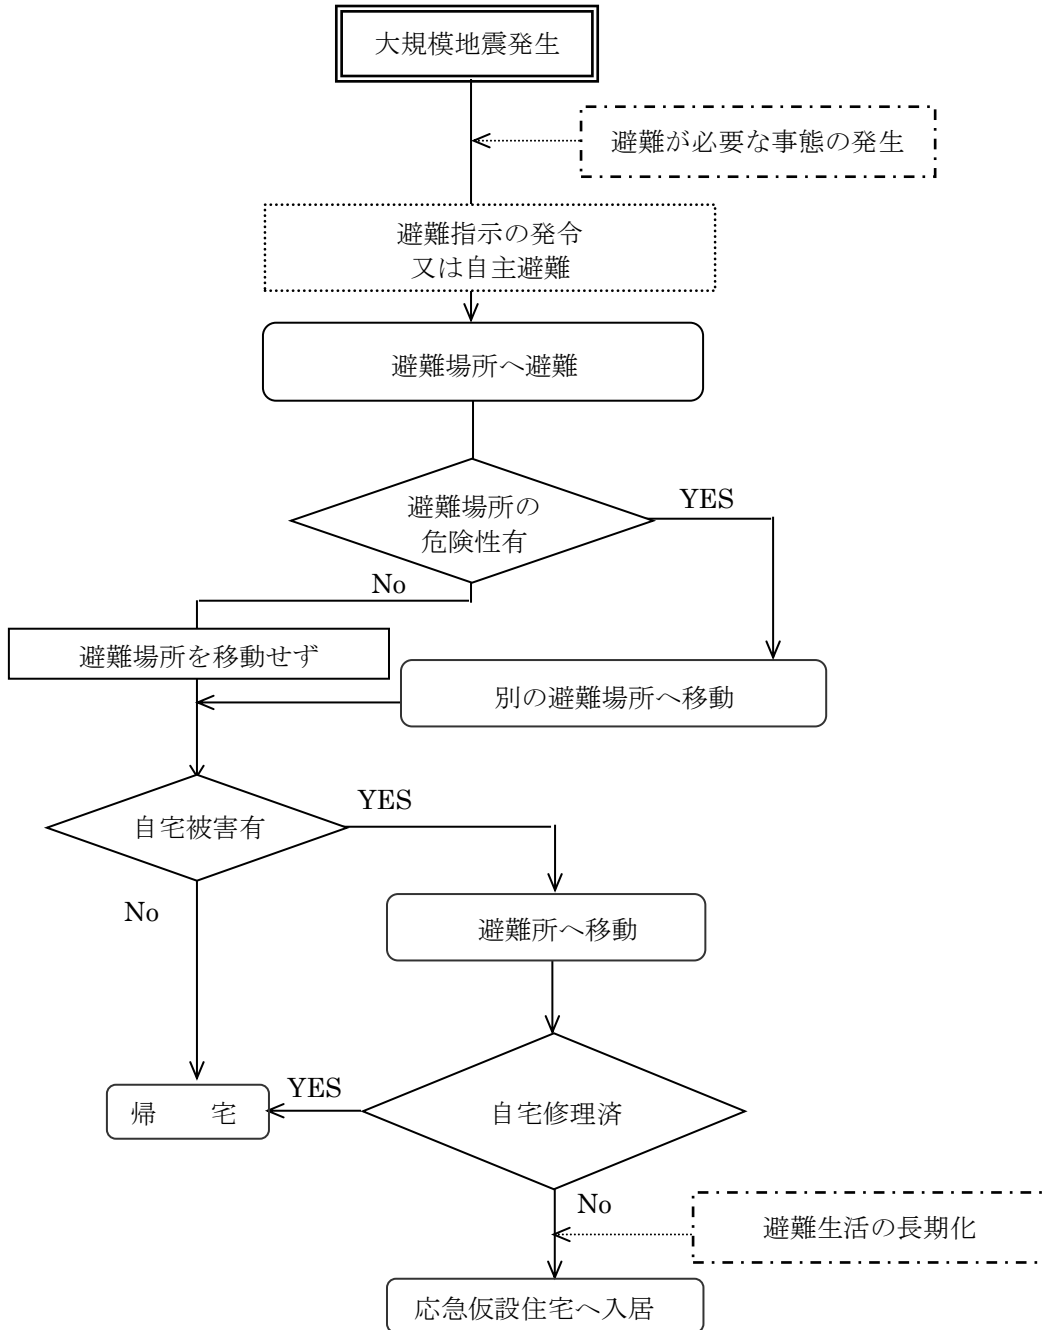 大規模地震発生
避難が必要な事態の発生
避難指示の発令
又は自主避難
避難場所へ避難
避難場所の
危険性有
YES
No
避難場所を移動せず
別の避難場所へ移動
自宅被害有
YES
No
避難所へ移動
帰　　宅
YES
自宅修理済
No
避難生活の長期化
応急仮設住宅へ入居